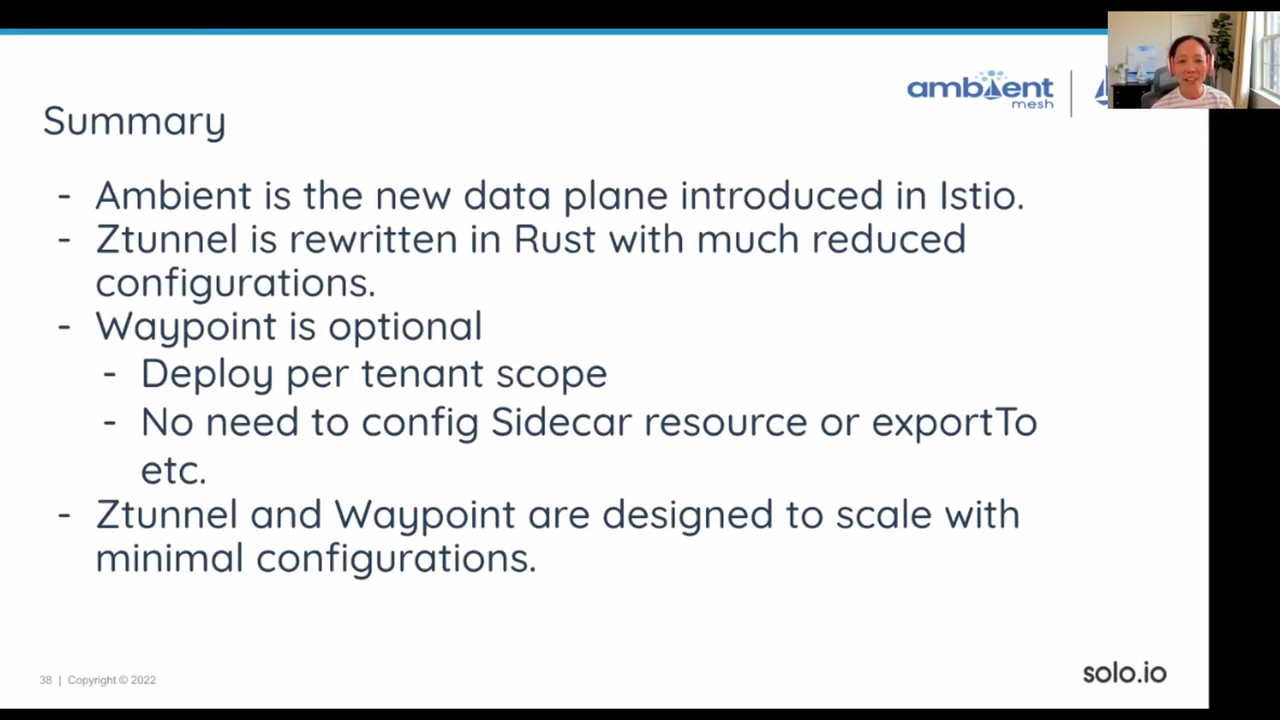 ambient
mesh
Summary
- Ambient is the new data plane introduced in Istio.
- Ztunnel is rewritten in Rust with much reduced
configurations.
- Waypoint is optional
- Deploy per tenant scope
- No need to config Sidecar resource or exportTo
etc.
- Ztunnel and Waypoint are designed to scale with
minimal configurations.
38 | Copyright © 2022
solo.io